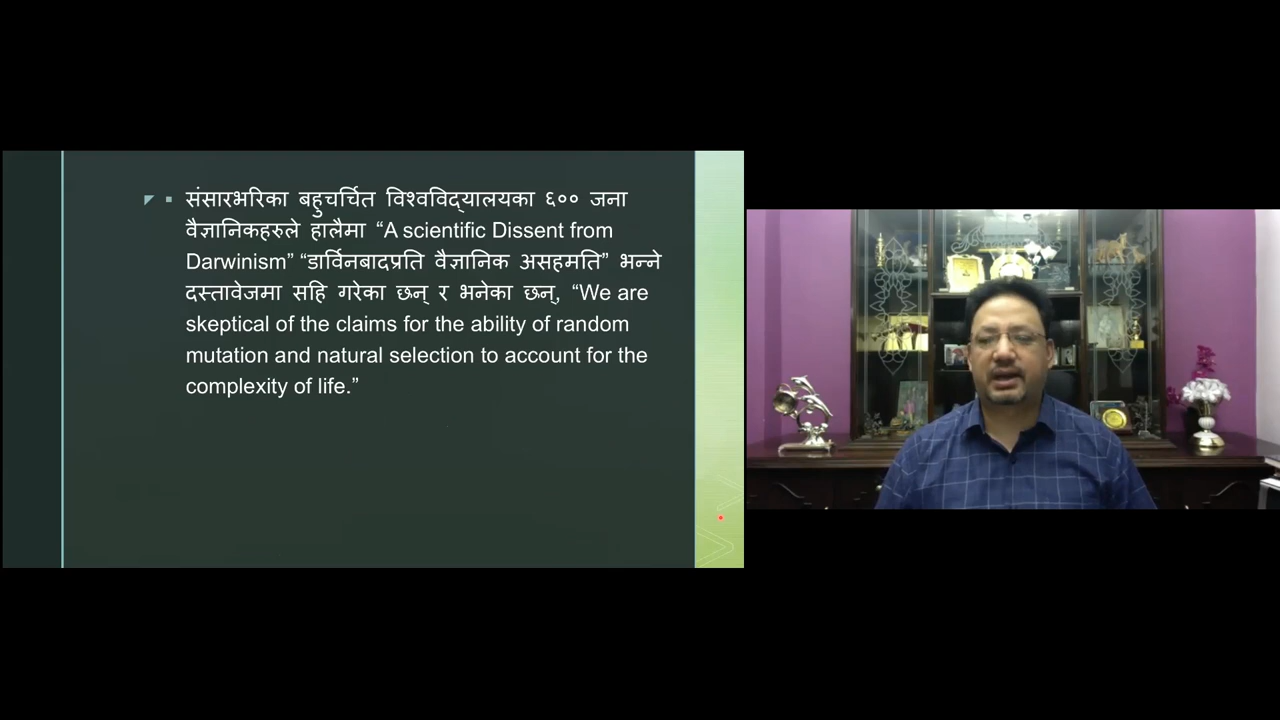 संसारभरिका बहुचर्चित विश्वविद्यालयका ६०० जना
वैज्ञानिकहरुले हालैमा “A scientific Dissent from
Darwinism” “डार्विनबादप्रति वैज्ञानिक असहमति” भन्ने
दस्तावेजमा सहि गरेका छन् र भनेका छन्, “We are
skeptical of the claims for the ability of random
mutation and natural selection to account for the
complexity of life.”